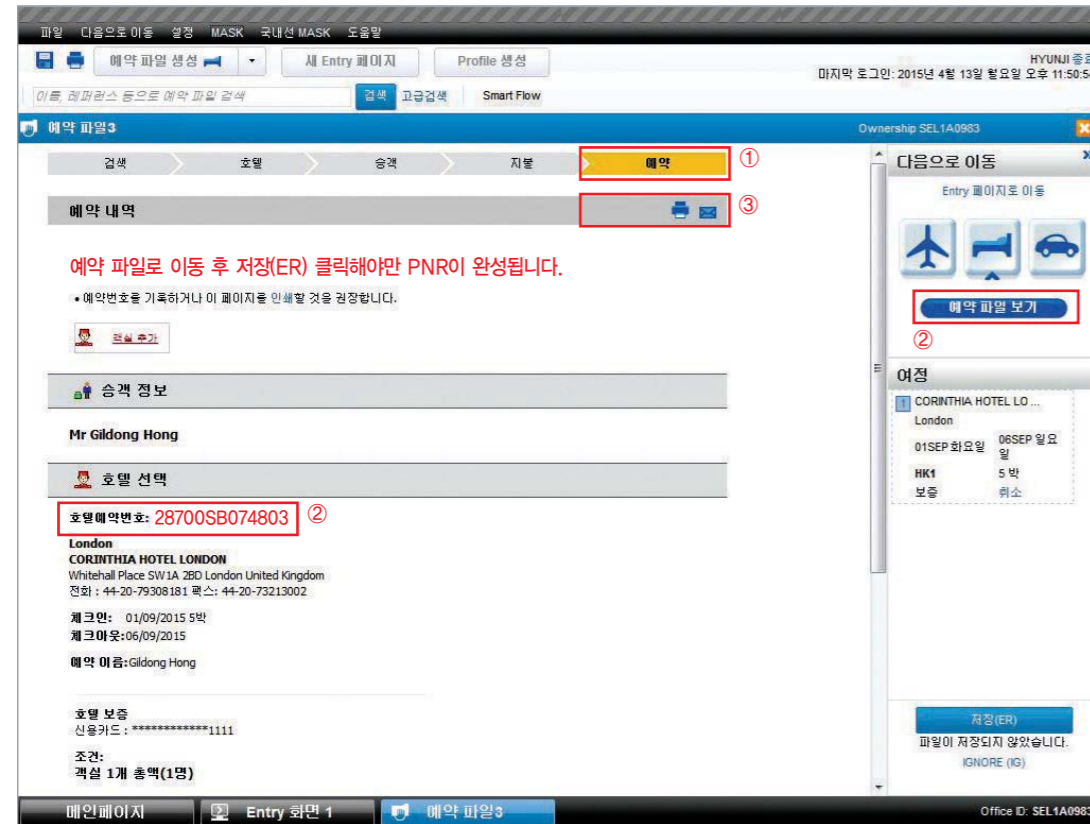 파일 다음으로 이동 설정 MASK 국내선 MASK 도움말
예약 파일 생성 새 Entry 페이지 Profile 생성
HYUNJI 종료
마지막 로그인: 2015년 4월 13일 월요일 오후 11:50:54
이름, 레퍼런스 등으로 예약 파일 검색 검색 고급검색 Smart Flow
예약 파일3 Ownership SEL1A0983
검색 호텔 승객 지불 예약 ①
예약 내역 ③
예약 파일로 이동 후 저장(ER) 클릭해야만 PNR이 완성됩니다.
• 예약번호를 기록하거나 이 페이지를 인쇄할 것을 권장합니다.
객실 추가
승객 정보
Mr Gildong Hong
호텔 선택
호텔예약번호: 28700SB074803 ②
London
CORINTHIA HOTEL LONDON
Whitehall Place SW1A 2BD London United Kingdom
전화 : 44-20-79308181 팩스: 44-20-73213002
체크인: 01/09/2015 5박
체크아웃:06/09/2015
예약 이름:Gildong Hong
호텔 보증
신용카드 : ************1111
조건:
객실 1개 총액(1명)
다음으로 이동
Entry 페이지로 이동
예약 파일 보기
②
여정
1 CORINTHIA HOTEL LO ...
London
01SEP 화요일 06SEP 일요일
HK1 5 박
보증 취소
저장(ER)
파일이 저장되지 않았습니다.
IGNORE (IG)
메인페이지 Entry 화면 1 예약 파일3 Office ID: SEL1A0983